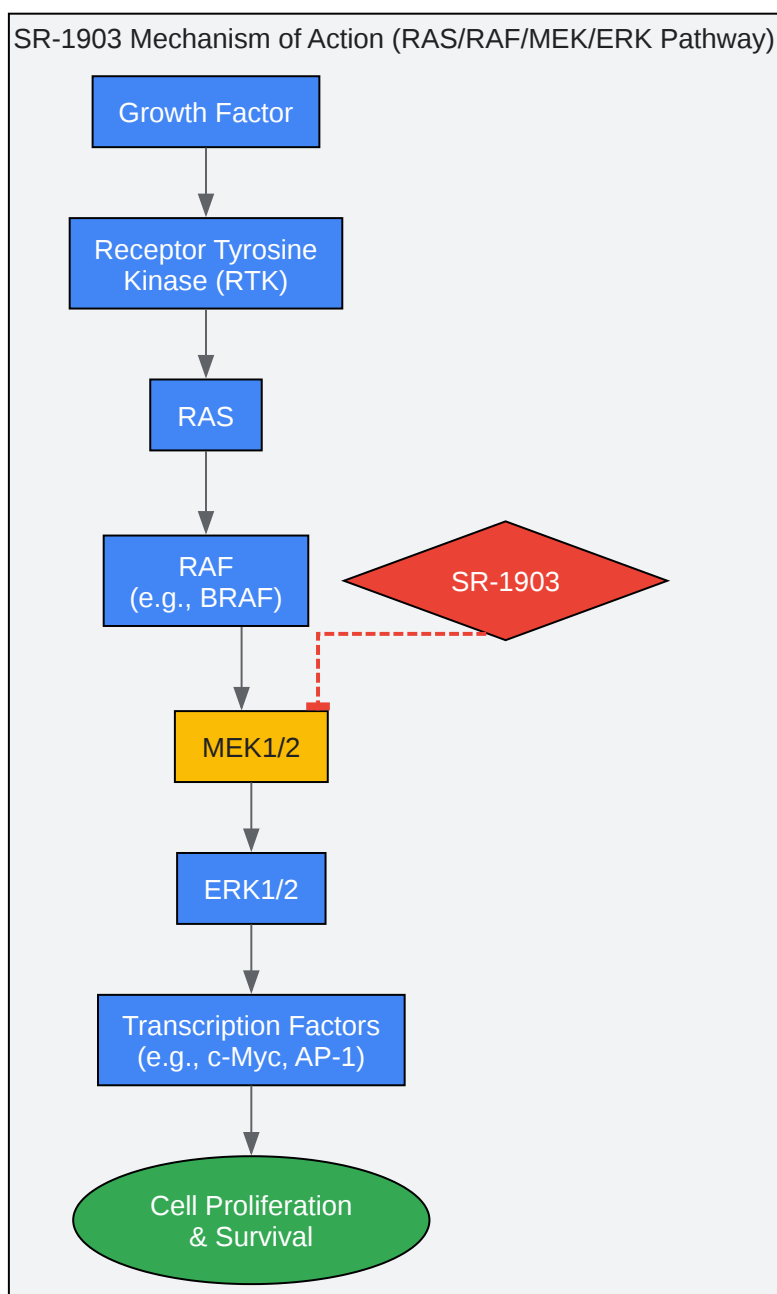 SR-1903 Mechanism of Action (RAS/RAF/MEK/ERK Pathway)
Growth Factor
Receptor Tyrosine
Kinase (RTK)
RAS
RAF
(e.g., BRAF)
SR-1903
MEK1/2
ERK1/2
Transcription Factors
(e.g., c-Myc, AP-1)
Cell Proliferation
& Survival